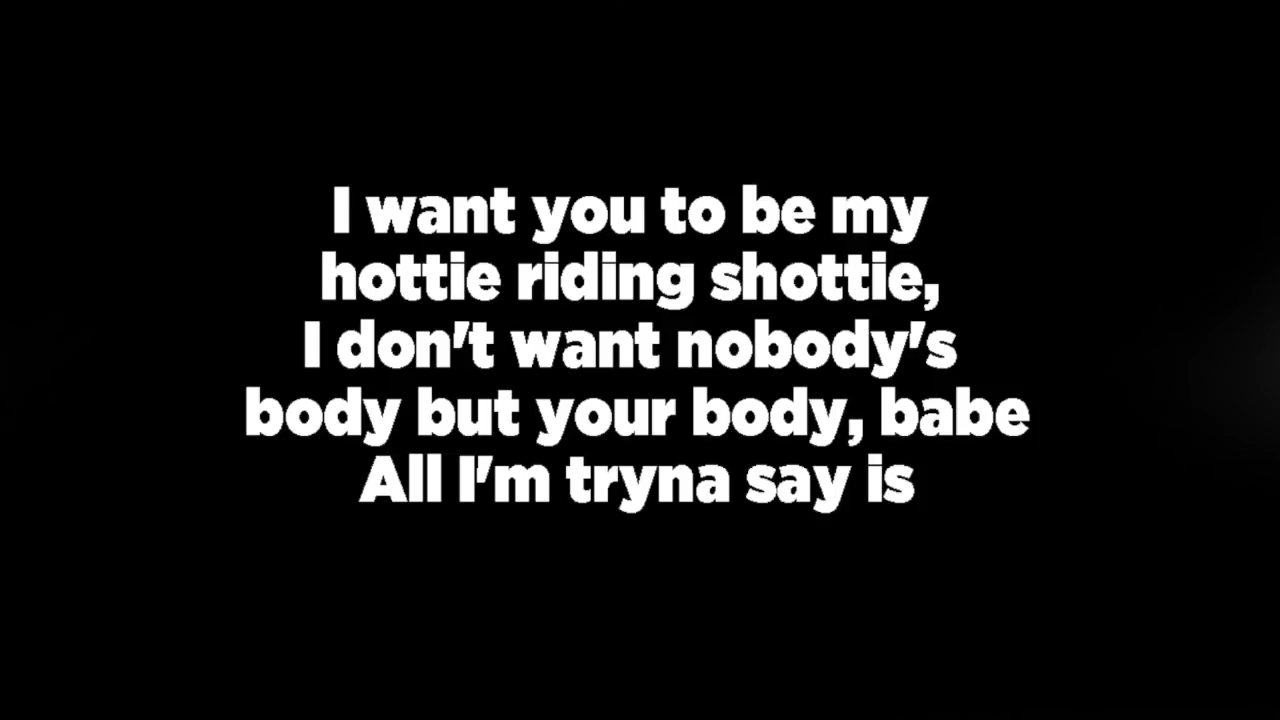 I want you to be my
hottie riding shottie,
I don't want nobody's
body but your body, babe
All I'm tryna say is